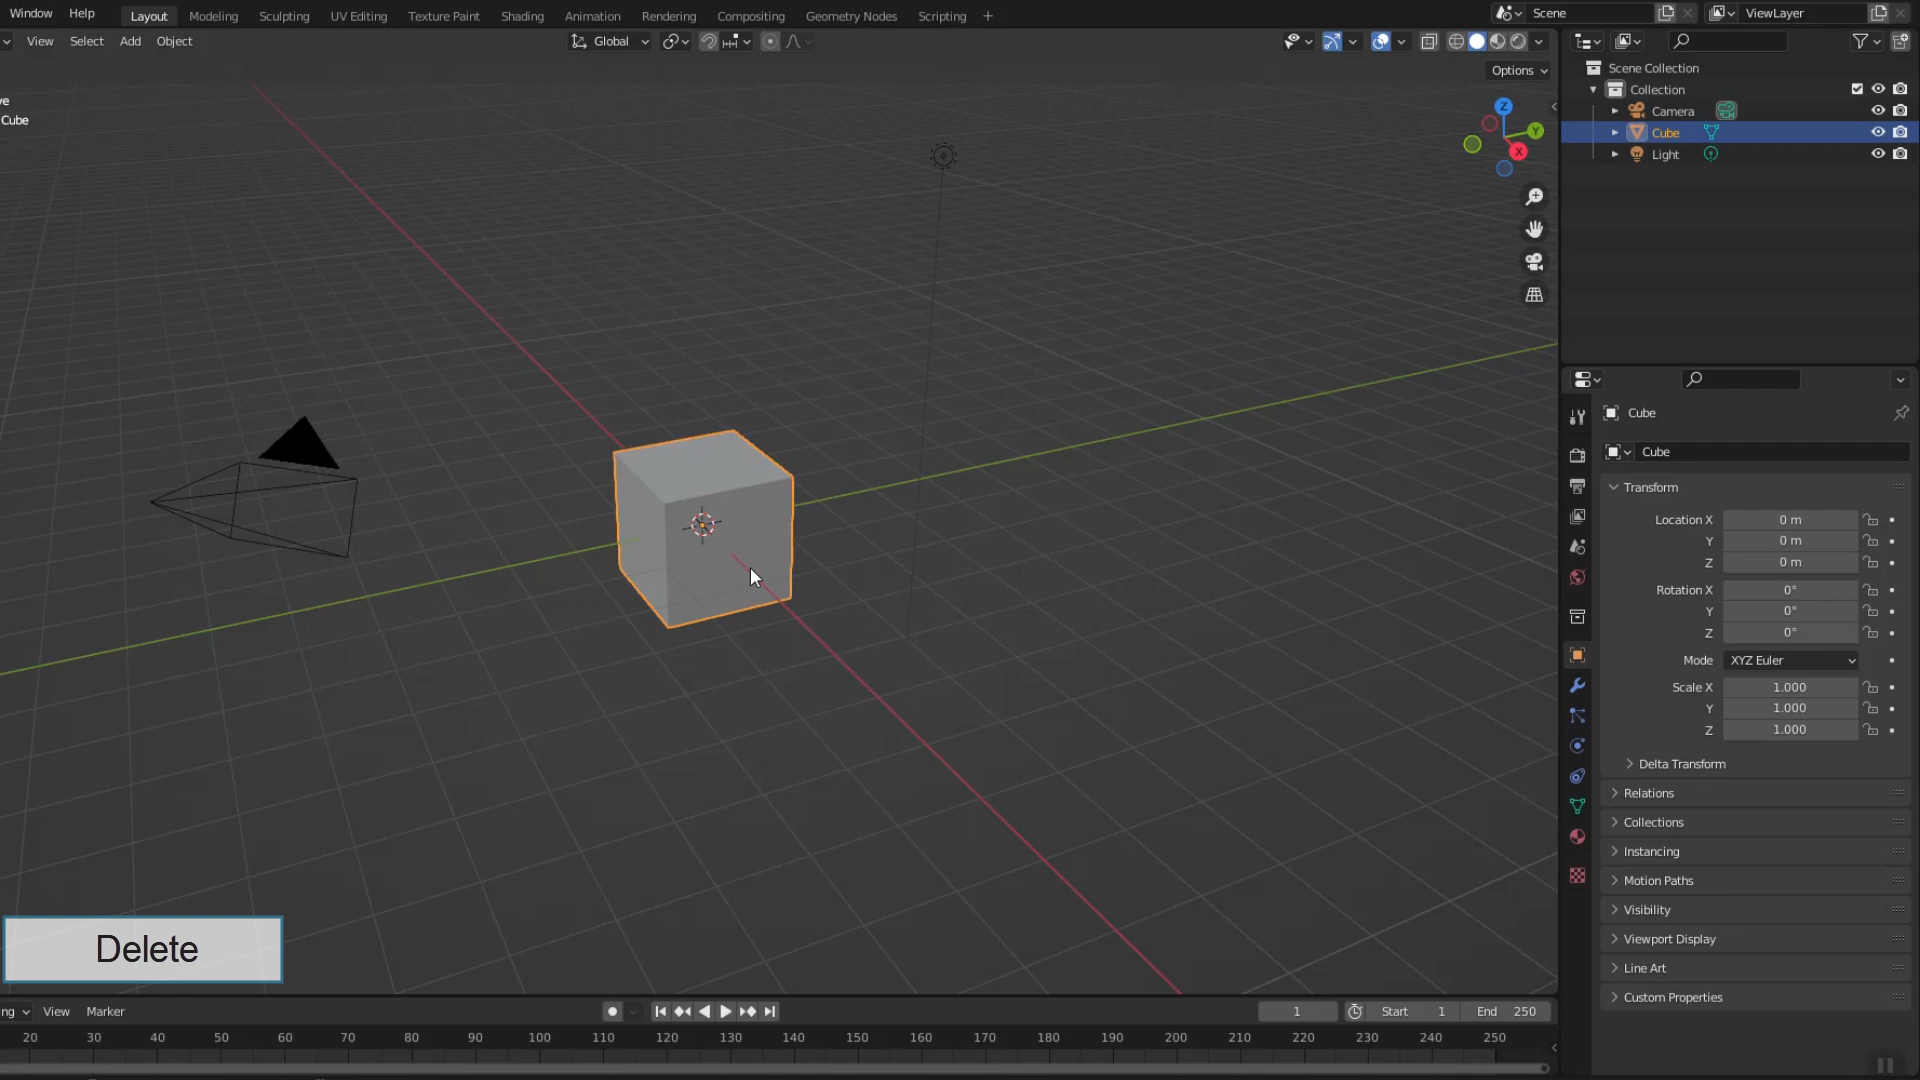 Window Help Layout Modeling Sculpting UV Editing Texture Paint Shading Animation Rendering Compositing Geometry Nodes Scripting + Scene ViewLayer
View Select Add Object Global
Options
ve
Cube
Z
Y
X
Scene Collection
Collection
Camera
Cube
Light
Cube
Cube
Transform
Location X 0 m
Y 0 m
Z 0 m
Rotation X 0°
Y 0°
Z 0°
Mode XYZ Euler
Scale X 1.000
Y 1.000
Z 1.000
Delta Transform
Relations
Collections
Instancing
Motion Paths
Visibility
Viewport Display
Line Art
Custom Properties
Delete
ng View Marker 1 Start 1 End 250
20 30 40 50 60 70 80 90 100 110 120 130 140 150 160 170 180 190 200 210 220 230 240 250